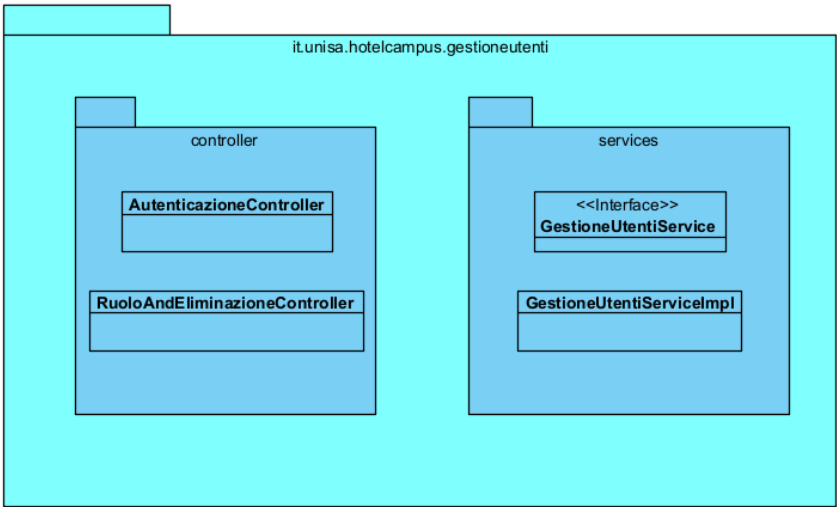 it.unisa.hotelcampus.gestioneutenti
controller
services
AutenticazioneController
<<Interface>>
GestioneUtentiService
RuoloAndEliminazioneController
GestioneUtentiServiceImpl